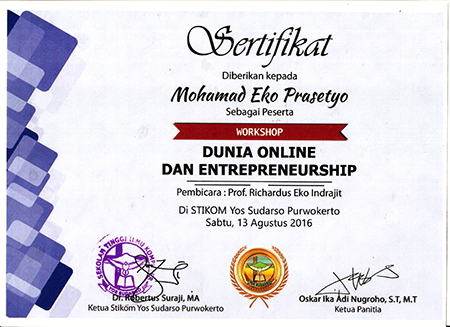 Sertifikat
Diberikan kepada
Mohamad Eko Prasetyo
Sebagai Peserta
WORKSHOP
DUNIA ONLINE
DAN ENTREPRENEURSHIP
Pembicara : Prof. Richardus Eko Indrajit
Di STIKOM Yos Sudarso Purwokerto
Sabtu, 13 Agustus 2016
SEKOLAH TINGGI ILMU KOMP
Dr. Robertus Suraji, MA
Ketua Stikom Yos Sudarso Purwokerto
Oskar Ika Adi Nugroho, S.T, M.T
Ketua Panitia